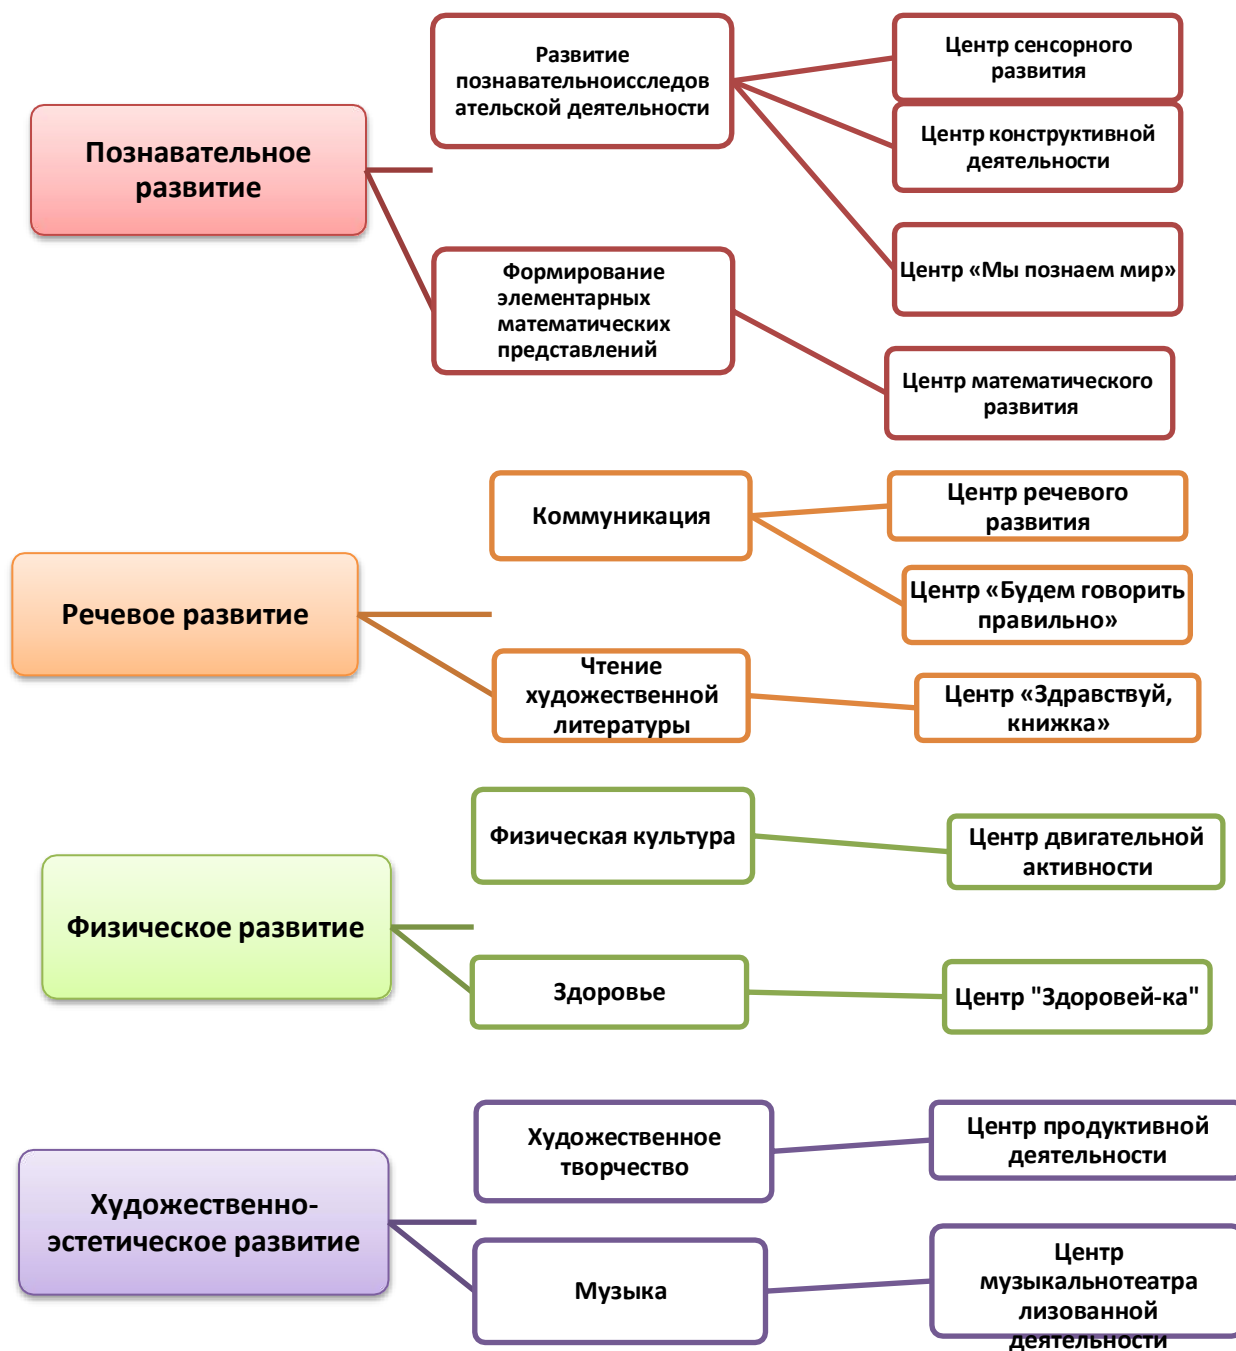 Познавательное
развитие
Развитие
познавательноисследов
ательской деятельности
Центр сенсорного
развития
Центр конструктивной
деятельности
Центр «Мы познаем мир»
Формирование
элементарных
математических
представлений
Центр математического
развития
Речевое развитие
Коммуникация
Центр речевого
развития
Центр «Будем говорить
правильно»
Чтение
художественной
литературы
Центр «Здравствуй,
книжка»
Физическое развитие
Физическая культура
Центр двигательной
активности
Здоровье
Центр "Здоровей-ка"
Художественно-
эстетическое развитие
Художественное
творчество
Центр продуктивной
деятельности
Музыка
Центр
музыкальнотеатра
лизованной
деятельности